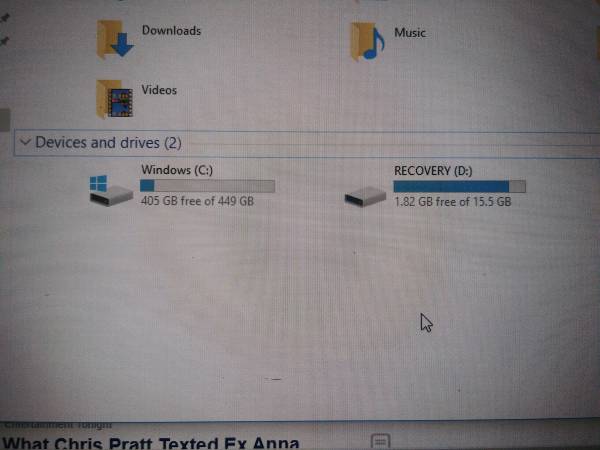 Downloads
Music
Videos
Devices and drives (2)
Windows (C:)
405 GB free of 449 GB
RECOVERY (D:)
1.82 GB free of 15.5 GB
Entertainment Tonight
What Chris Pratt Texted Ex Anna